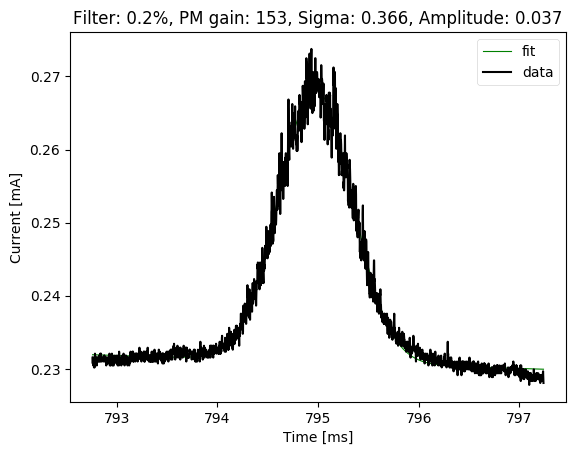 Filter: 0.2%, PM gain: 153, Sigma: 0.366, Amplitude: 0.037
fit
data
0.27
0.26
0.25
0.24
0.23
Current [mA]
793 794 795 796 797
Time [ms]